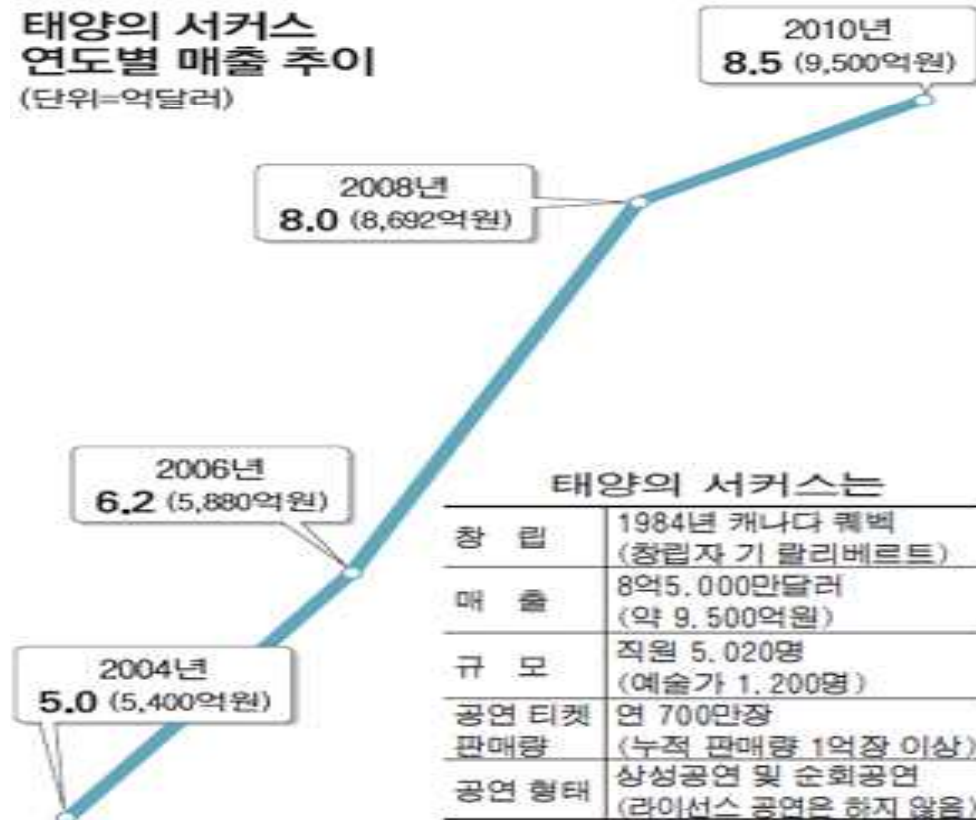 태양의 서커스
연도별 매출 추이
(단위=억달러)
2010년
8.5 (9,500억원)
2008년
8.0 (8,692억원)
2006년
6.2 (5,880억원)
2004년
5.0 (5,400억원)
태양의 서커스는
창 립 1984년 캐나다 퀘벡
(창립자 기 랄리베르트)
매 출 8억5,000만달러
(약 9,500억원)
규 모 직원 5,020명
(예술가 1,200명)
공연 티켓 연 700만장
판매량 (누적 판매량 1억장 이상)
공연 형태 상성공연 및 순회공연
(라이선스 공연은 하지 않음)